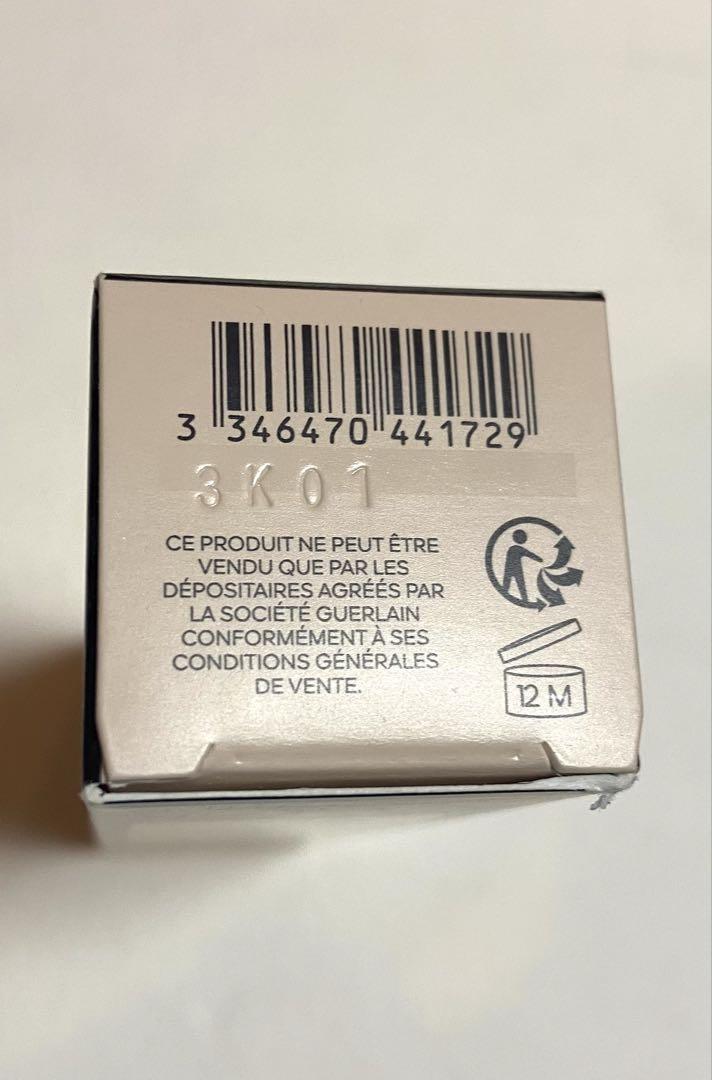 3 346470 441729
3K01
CE PRODUIT NE PEUT ÊTRE
VENDU QUE PAR LES
DÉPOSITAIRES AGRÉÉS PAR
LA SOCIÉTÉ GUERLAIN
CONFORMÉMENT À SES
CONDITIONS GÉNÉRALES
DE VENTE.
12 M